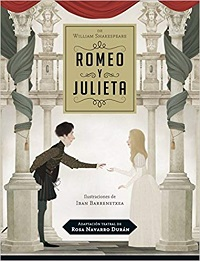 DE
WILLIAM SHAKESPEARE
ROMEO
Y
JULIETA
Ilustraciones de
IBAN BARRENETXEA
ADAPTACIÓN TEATRAL DE
ROSA NAVARRO DURÁN